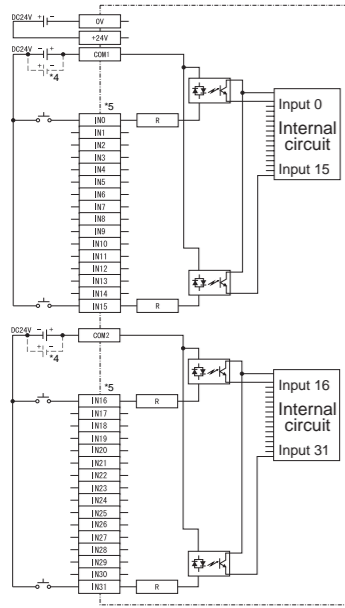 DC24V + - 0V
+24V
DC24V + - COM1
+ - *4
*5
IN0 R
IN1
IN2
IN3
IN4
IN5
IN6
IN7
IN8
IN9
IN10
IN11
IN12
IN13
IN14
IN15 R
Input 0
Internal
circuit
Input 15
DC24V + - COM2
+ - *4
*5
IN16 R
IN17
IN18
IN19
IN20
IN21
IN22
IN23
IN24
IN25
IN26
IN27
IN28
IN29
IN30
IN31 R
Input 16
Internal
circuit
Input 31